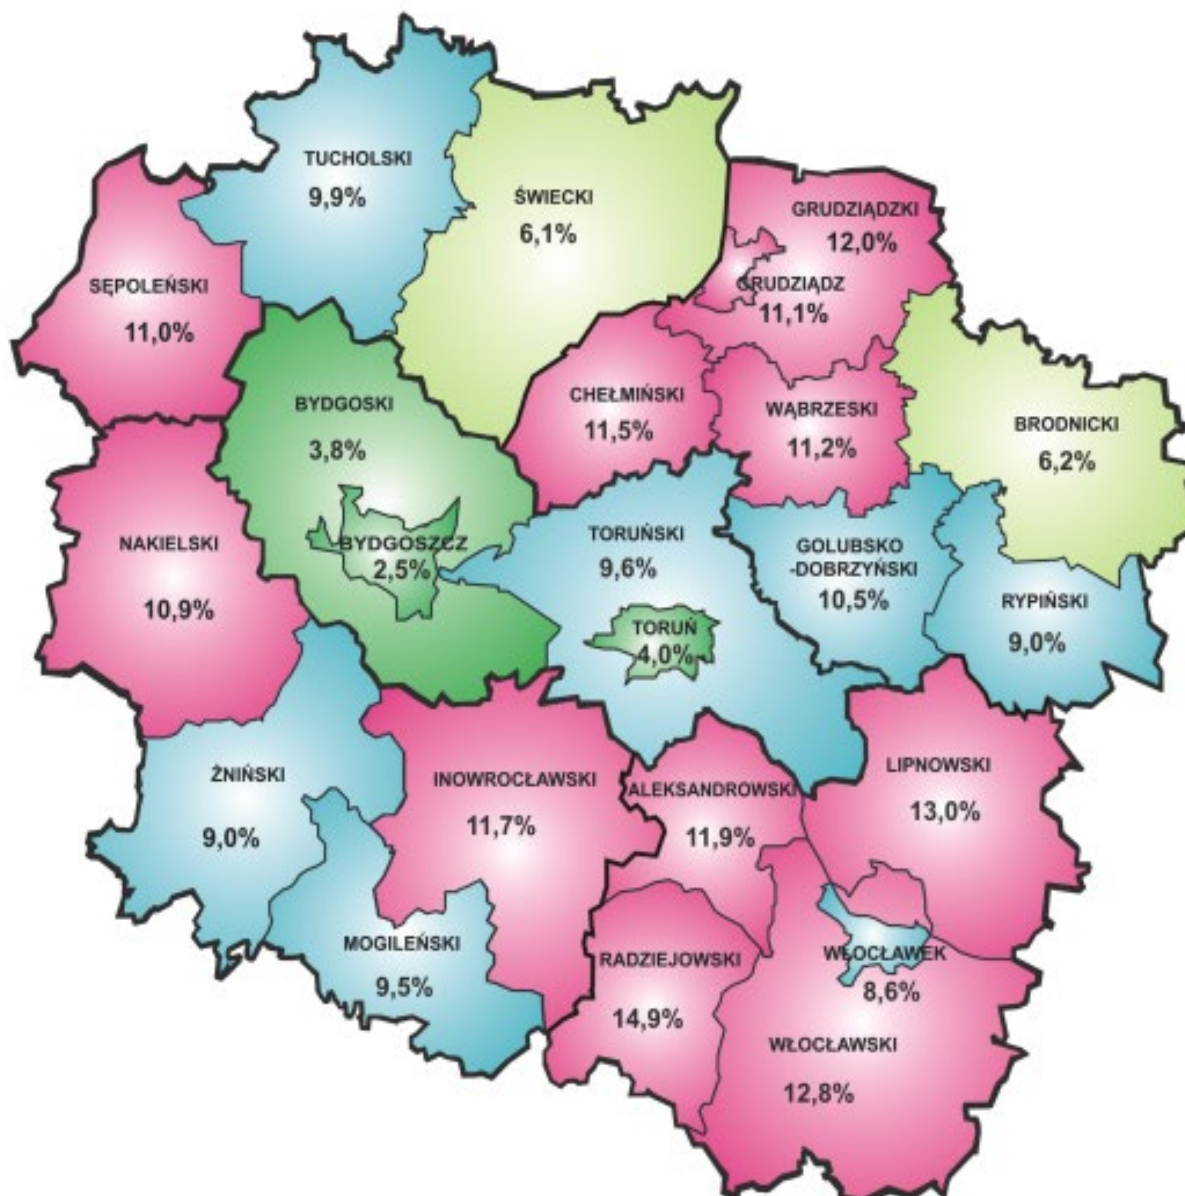 TUCHOLSKI
9,9%
ŚWIECKI
6,1%
GRUDZIĄDZKI
12,0%
SĘPOLEŃSKI
11,0%
GRUDZIĄDZ
11,1%
BYDGOSKI
3,8%
CHEŁMIŃSKI
11,5%
WĄBRZESKI
11,2%
BRODNICKI
6,2%
NAKIELSKI
10,9%
BYDGOSZCZ
2,5%
TORUŃSKI
9,6%
GOLUBSKO
-DOBRZYŃSKI
10,5%
RYPIŃSKI
9,0%
TORUŃ
4,0%
ŻNIŃSKI
9,0%
INOWROCŁAWSKI
11,7%
ALEKSANDROWSKI
11,9%
LIPNOWSKI
13,0%
MOGILEŃSKI
9,5%
RADZIEJOWSKI
14,9%
WŁOCŁAWEK
8,6%
WŁOCŁAWSKI
12,8%